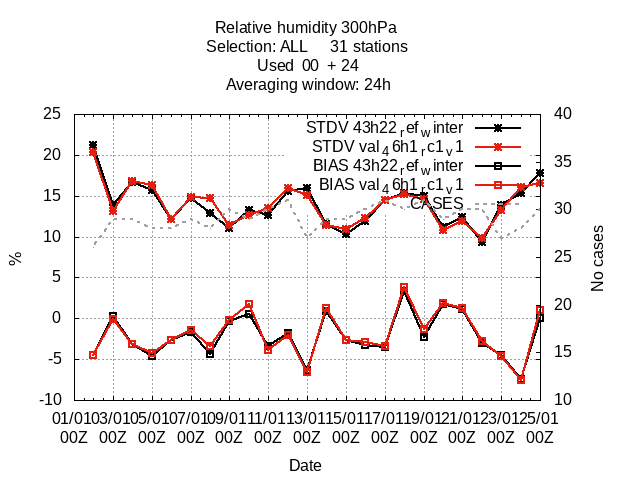 Relative humidity 300hPa
Selection: ALL 31 stations
Used 00 + 24
Averaging window: 24h
25 40
STDV 43h22_ref_winter
STDV val_46h1_rc1_v1
BIAS 43h22_ref_winter
BIAS val_46h1_rc1_v1
CASES
20 35
15 30
10 25
5
0 20
-5 15
-10 10
%
No cases
01/01 03/01 05/01 07/01 09/01 11/01 13/01 15/01 17/01 19/01 21/01 23/01 25/01
00Z 00Z 00Z 00Z 00Z 00Z 00Z 00Z 00Z 00Z 00Z 00Z 00Z
Date